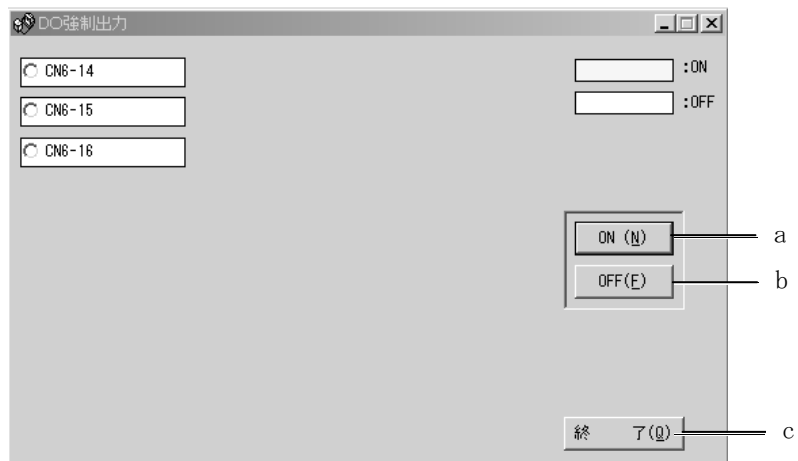 DO強制出力
CN6-14
:ON
CN6-15
:OFF
CN6-16
ON (N)
a
OFF(F)
b
終 了(Q)
c